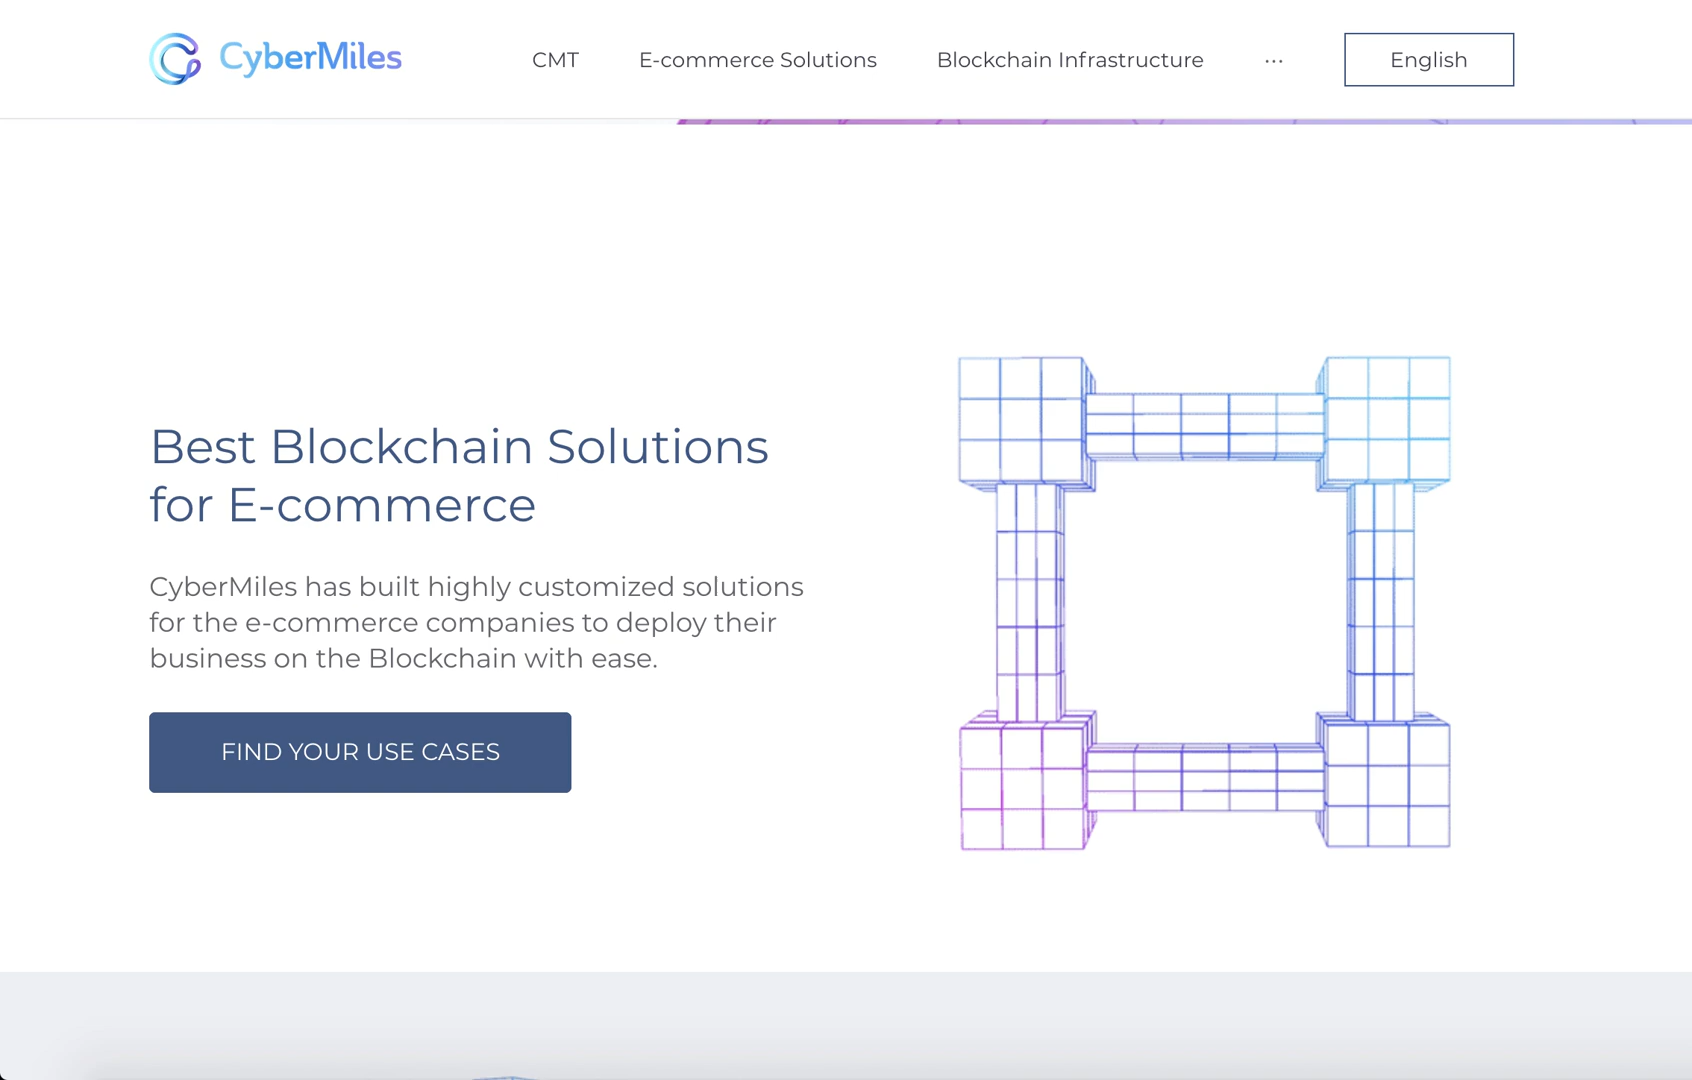 CyberMiles
CMT
E-commerce Solutions
Blockchain Infrastructure
...
English
Best Blockchain Solutions
for E-commerce
CyberMiles has built highly customized solutions
for the e-commerce companies to deploy their
business on the Blockchain with ease.
FIND YOUR USE CASES